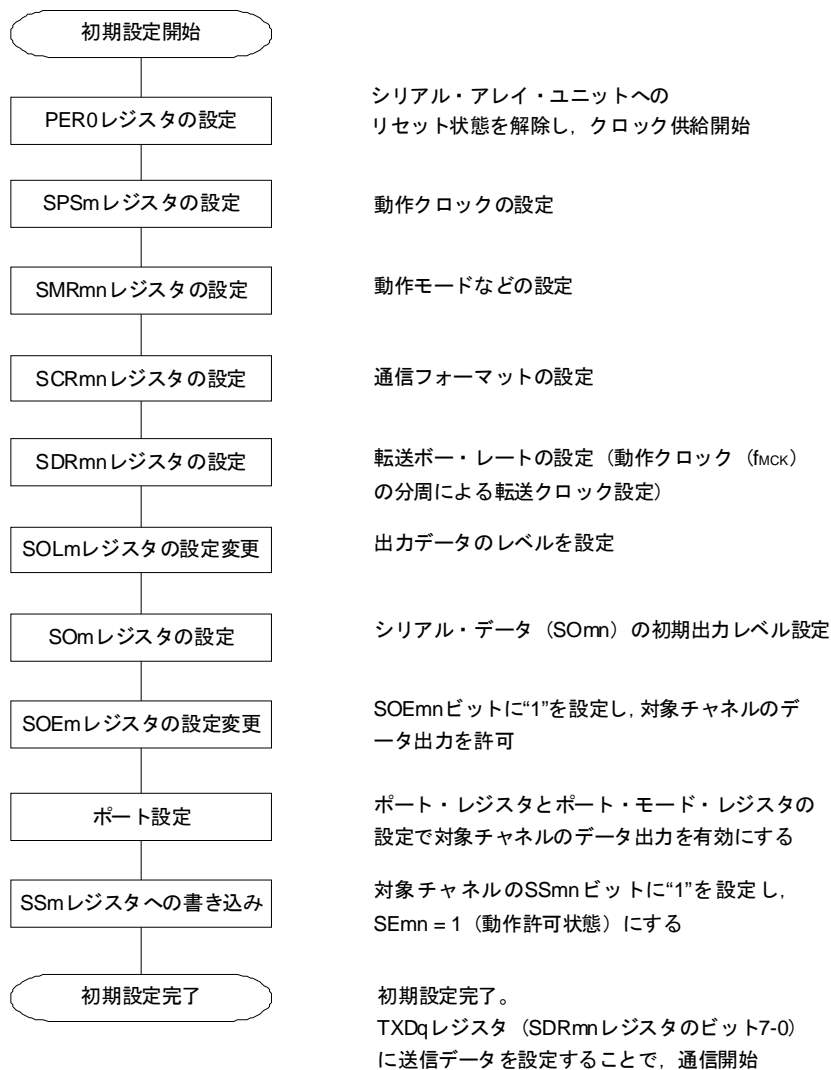 初期設定開始
PER0レジスタの設定
シリアル・アレイ・ユニットへの
リセット状態を解除し，クロック供給開始
SPSmレジスタの設定
動作クロックの設定
SMRmnレジスタの設定
動作モードなどの設定
SCRmnレジスタの設定
通信フォーマットの設定
SDRmnレジスタの設定
転送ボー・レートの設定（動作クロック（fMCK）
の分周による転送クロック設定）
SOLmレジスタの設定変更
出力データのレベルを設定
SOmレジスタの設定
シリアル・データ（SOmn）の初期出力レベル設定
SOEmレジスタの設定変更
SOEmnビットに“1”を設定し，対象チャネルのデ
ータ出力を許可
ポート設定
ポート・レジスタとポート・モード・レジスタの
設定で対象チャネルのデータ出力を有効にする
SSmレジスタへの書き込み
対象チャネルのSSmnビットに“1”を設定し，
SEmn = 1（動作許可状態）にする
初期設定完了
初期設定完了。
TXDqレジスタ（SDRmnレジスタのビット7-0）
に送信データを設定することで，通信開始